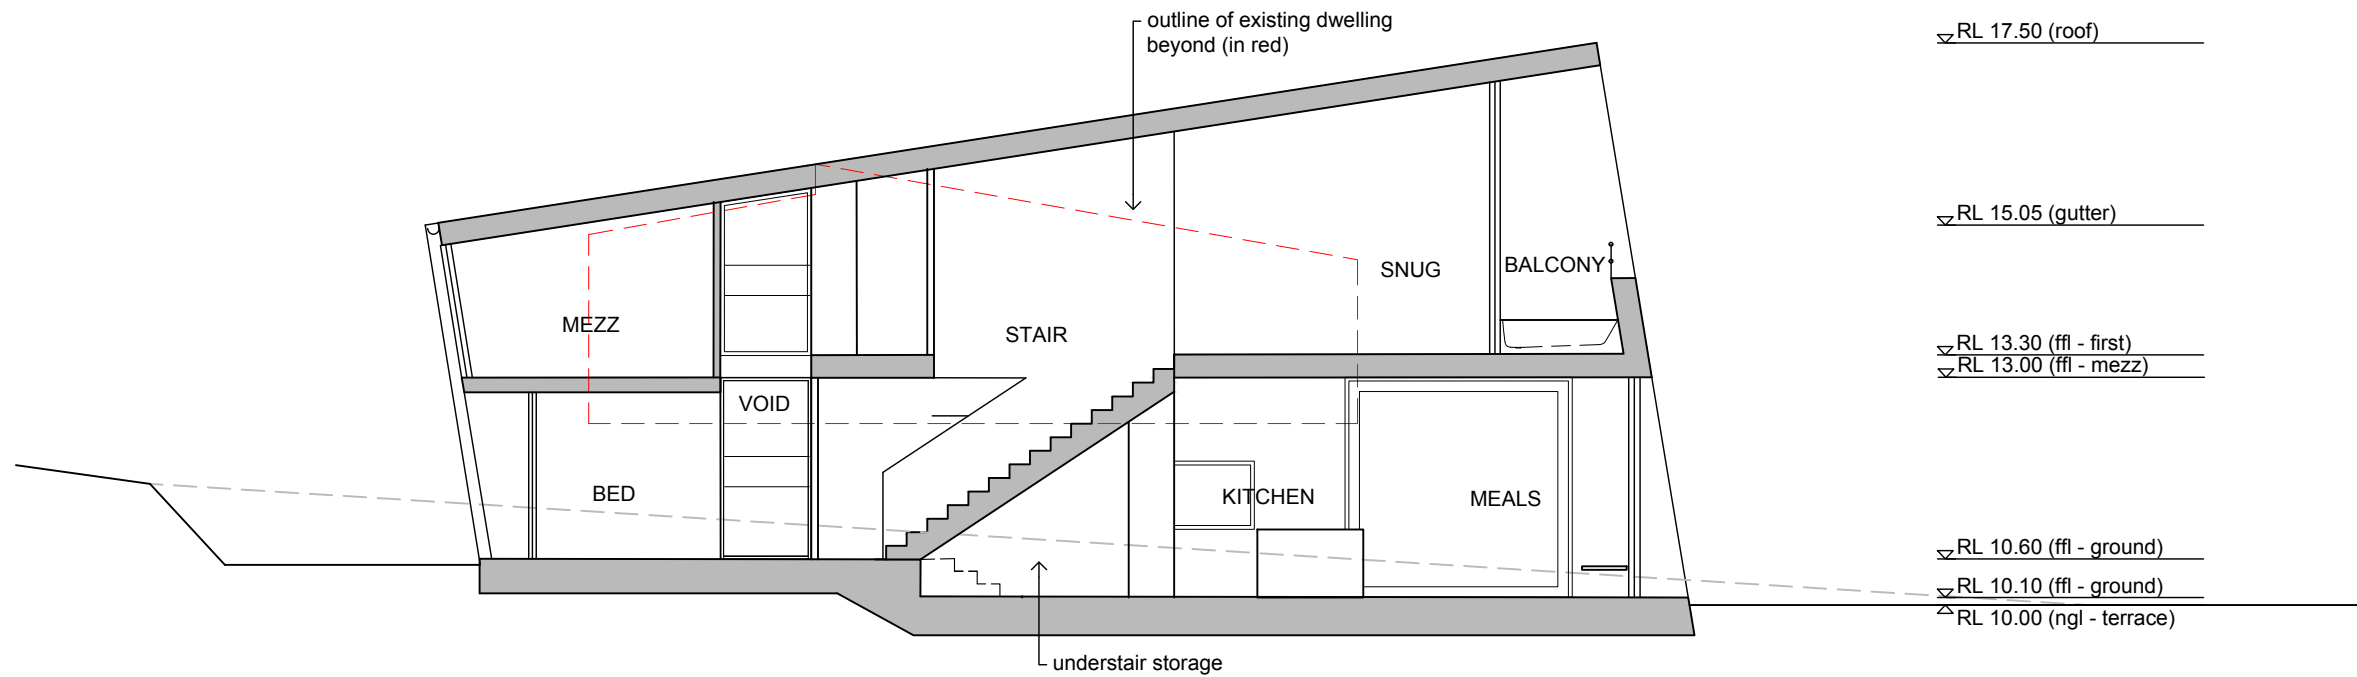 outline of existing dwelling
beyond (in red)
RL 17.50 (roof)
RL 15.05 (gutter)
SNUG
BALCONY
MEZZ
STAIR
RL 13.30 (ffl - first)
RL 13.00 (ffl - mezz)
VOID
BED
KITCHEN
MEALS
RL 10.60 (ffl - ground)
RL 10.10 (ffl - ground)
RL 10.00 (ngl - terrace)
understair storage